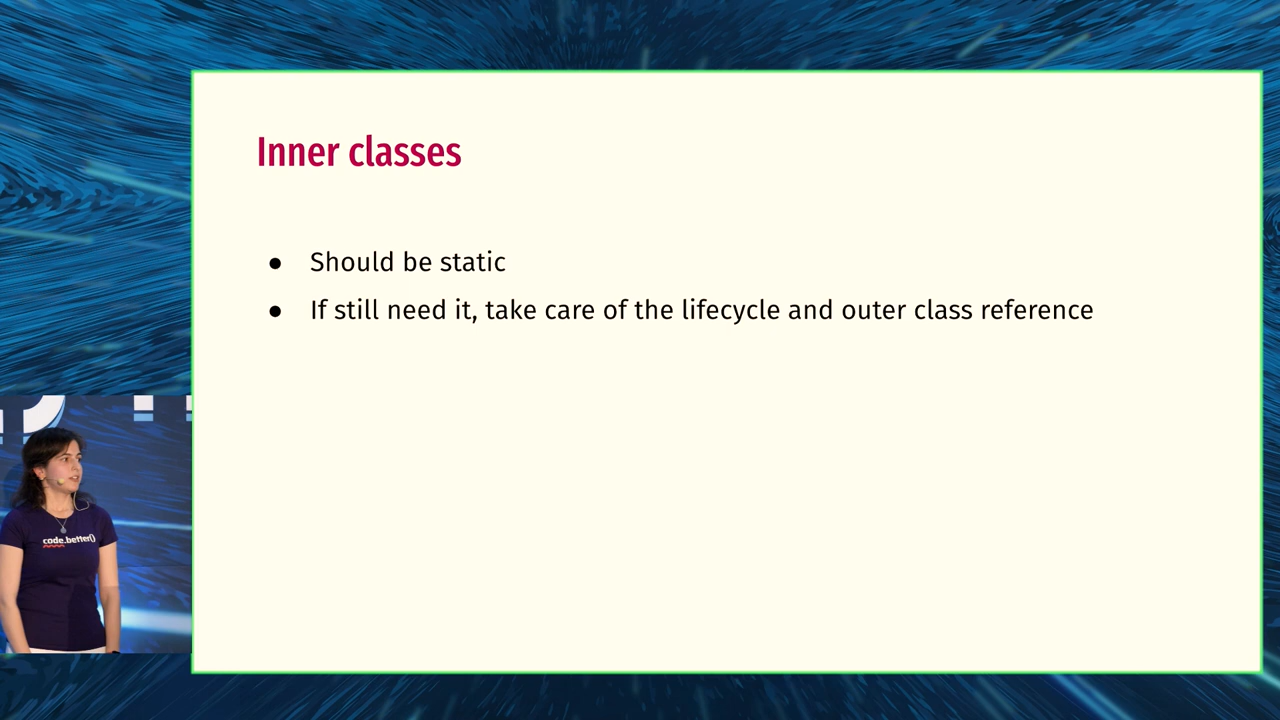 Inner classes
● Should be static
● If still need it, take care of the lifecycle and outer class reference
code.better()